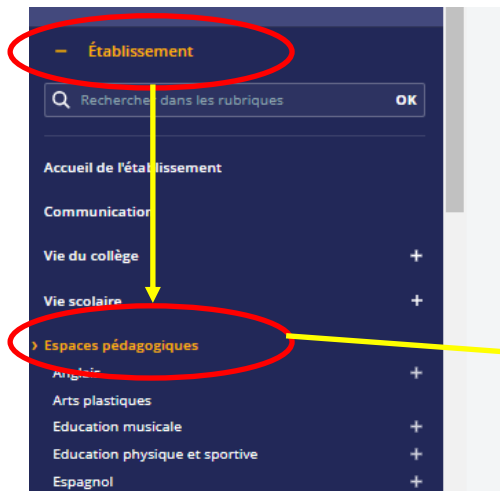 − Établissement
Rechercher dans les rubriques OK
Accueil de l'établissement
Communication
Vie du collège +
Vie scolaire +
› Espaces pédagogiques
Anglais +
Arts plastiques
Education musicale +
Education physique et sportive +
Espagnol +